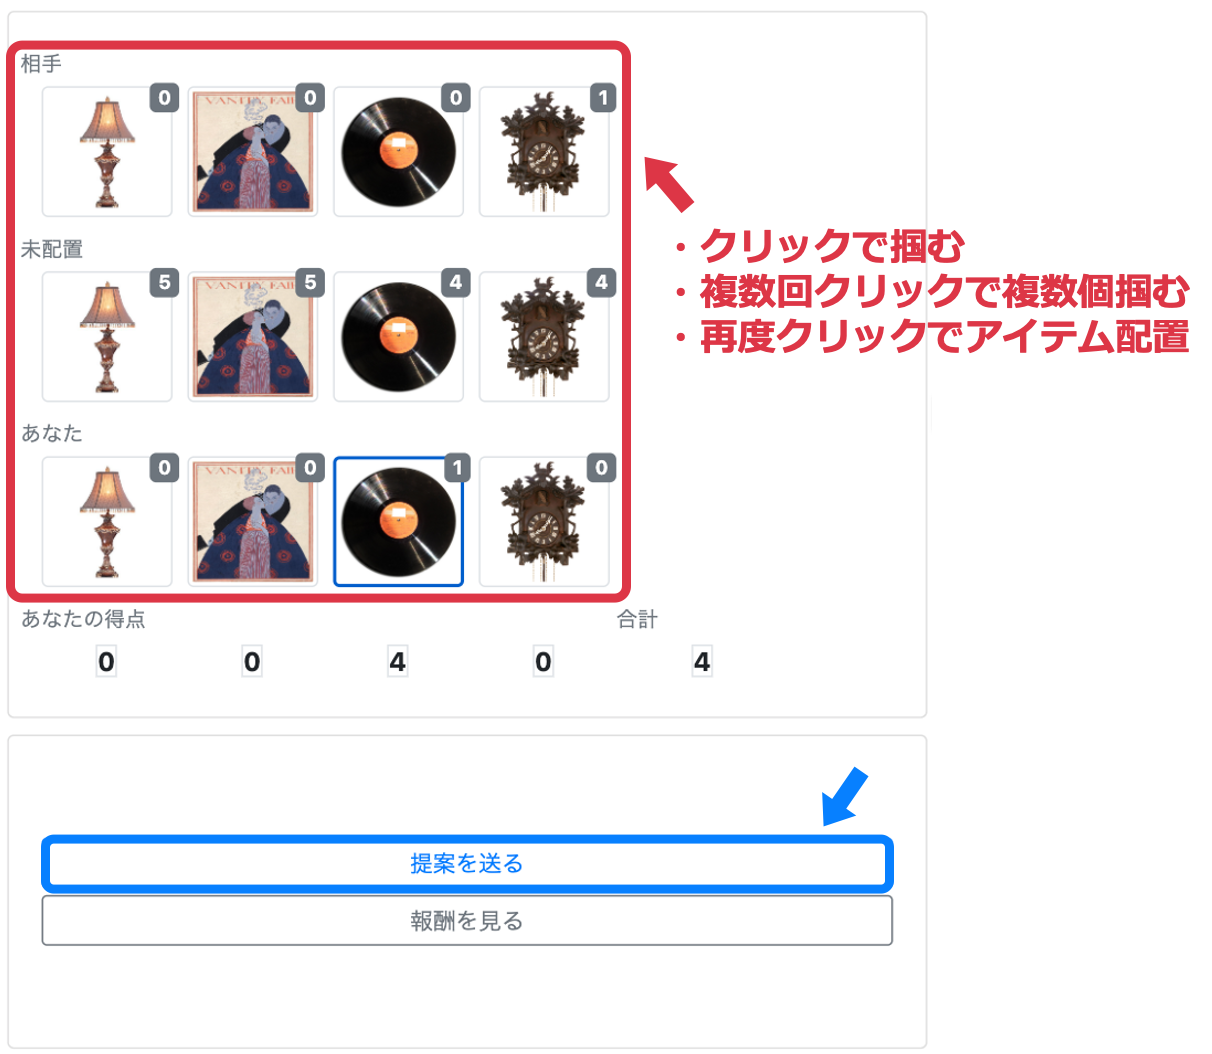 相手
0 0 0 1
VANITY FAIR
・クリックで掴む
・複数回クリックで複数個掴む
・再度クリックでアイテム配置
未配置
5 5 4 4
VANITY FAIR
あなた
0 0 1 0
VANITY FAIR
あなたの得点 合計
0 0 4 0 4
提案を送る
報酬を見る